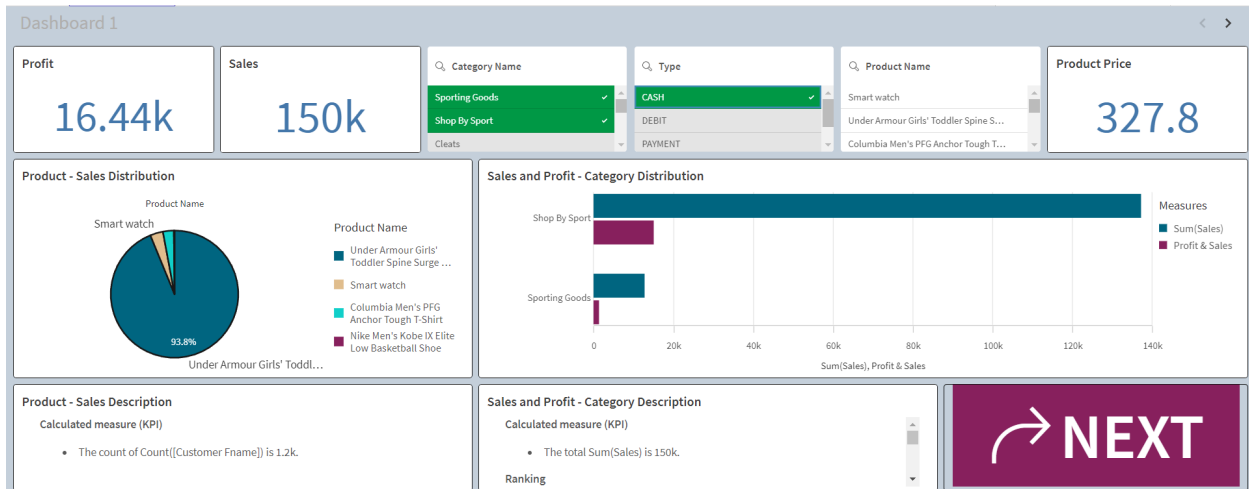 Dashboard 1
Profit
16.44k
Sales
150k
Category Name
Sporting Goods
Shop By Sport
Cleats
Type
CASH
DEBIT
PAYMENT
Product Name
Smart watch
Under Armour Girls' Toddler Spine S...
Columbia Men's PFG Anchor Tough T...
Product Price
327.8
Product - Sales Distribution
Product Name
Smart watch
93.8%
Under Armour Girls' Toddl...
Product Name
Under Armour Girls'
Toddler Spine Surge ...
Smart watch
Columbia Men's PFG
Anchor Tough T-Shirt
Nike Men's Kobe IX Elite
Low Basketball Shoe
Sales and Profit - Category Distribution
Shop By Sport
Sporting Goods
0 20k 40k 60k 80k 100k 120k 140k
Sum(Sales), Profit & Sales
Measures
Sum(Sales)
Profit & Sales
Product - Sales Description
Calculated measure (KPI)
• The count of Count([Customer Fname]) is 1.2k.
Sales and Profit - Category Description
Calculated measure (KPI)
• The total Sum(Sales) is 150k.
Ranking
NEXT